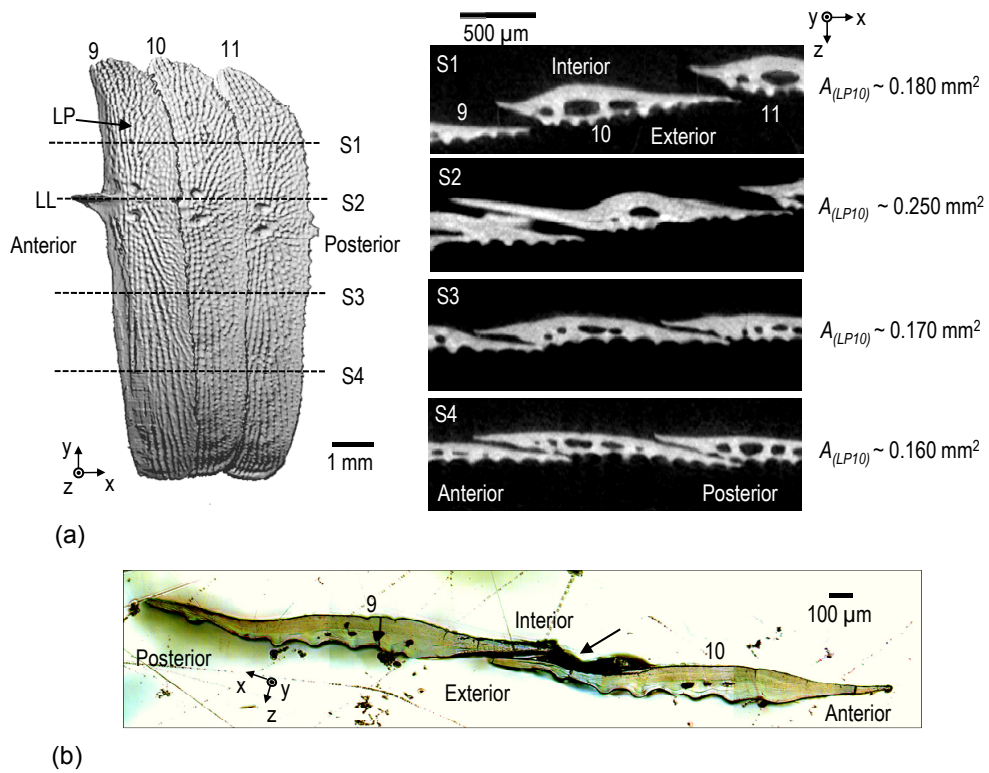 9 10 11
LP
S1
LL
S2
Anterior
Posterior
S3
S4
y
z x
1 mm
500 µm
y x
z
S1
Interior
9
10
11
Exterior
A(LP10) ~ 0.180 mm²
S2
A(LP10) ~ 0.250 mm²
S3
A(LP10) ~ 0.170 mm²
S4
Anterior
Posterior
A(LP10) ~ 0.160 mm²
(a)
100 µm
9
Interior
10
Posterior
x y
z
Exterior
Anterior
(b)